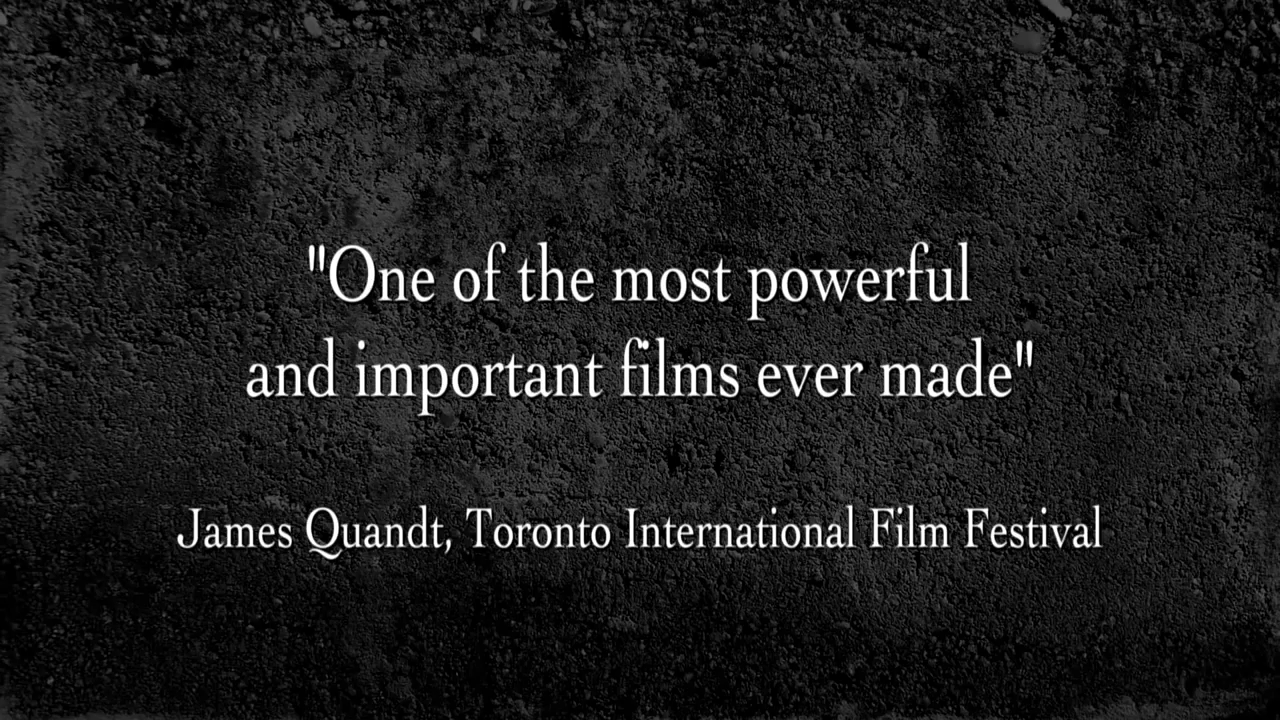 "One of the most powerful
and important films ever made"
James Quandt, Toronto International Film Festival